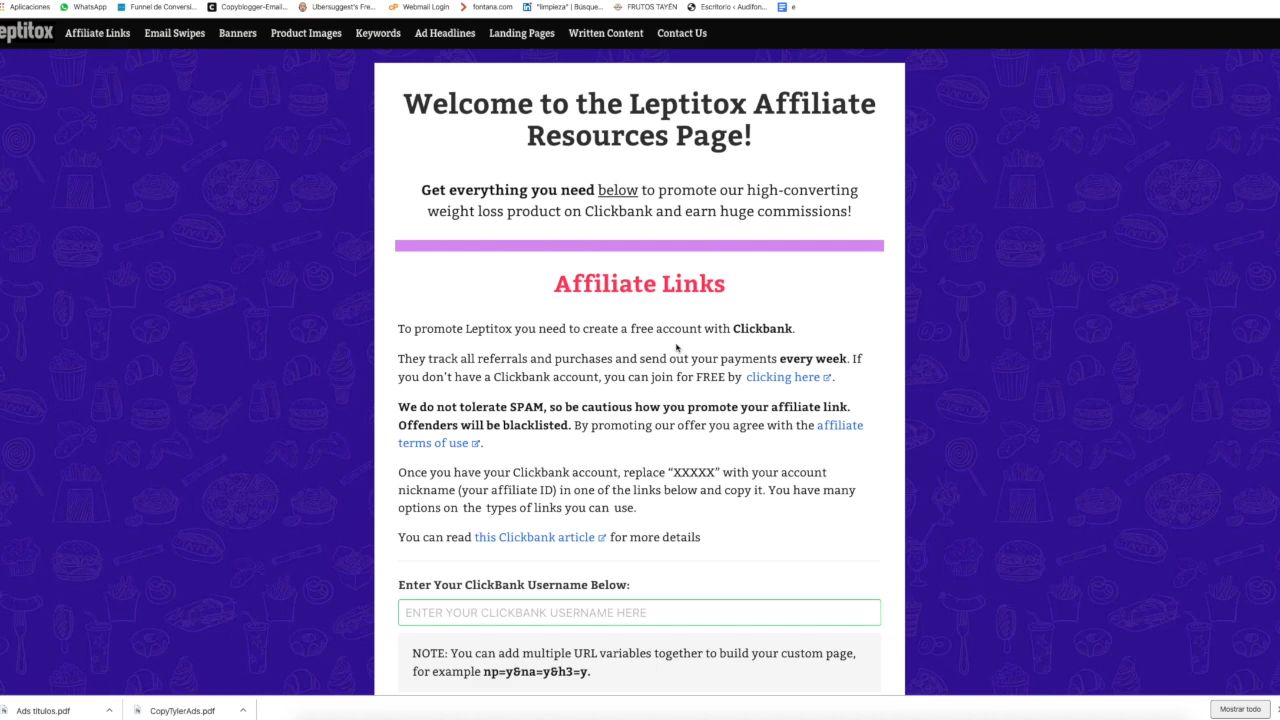 Aplicaciones WhatsApp Funnel de Conversi... Copyblogger-Email... Ubersuggest's Fre... Webmail Login fontana.com "limpieza" | Búsque... FRUTOS TAYÉN Escritorio ‹ Audifon... e
eptitox Affiliate Links Email Swipes Banners Product Images Keywords Ad Headlines Landing Pages Written Content Contact Us
Welcome to the Leptitox Affiliate
Resources Page!
Get everything you need below to promote our high-converting
weight loss product on Clickbank and earn huge commissions!
Affiliate Links
To promote Leptitox you need to create a free account with Clickbank.
They track all referrals and purchases and send out your payments every week. If
you don't have a Clickbank account, you can join for FREE by clicking here.
We do not tolerate SPAM, so be cautious how you promote your affiliate link.
Offenders will be blacklisted. By promoting our offer you agree with the affiliate
terms of use.
Once you have your Clickbank account, replace “XXXXX” with your account
nickname (your affiliate ID) in one of the links below and copy it. You have many
options on the types of links you can use.
You can read this Clickbank article for more details
Enter Your ClickBank Username Below:
ENTER YOUR CLICKBANK USERNAME HERE
NOTE: You can add multiple URL variables together to build your custom page,
for example np=y&na=y&h3=y.
Ads titulos.pdf CopyTylerAds.pdf Mostrar todo